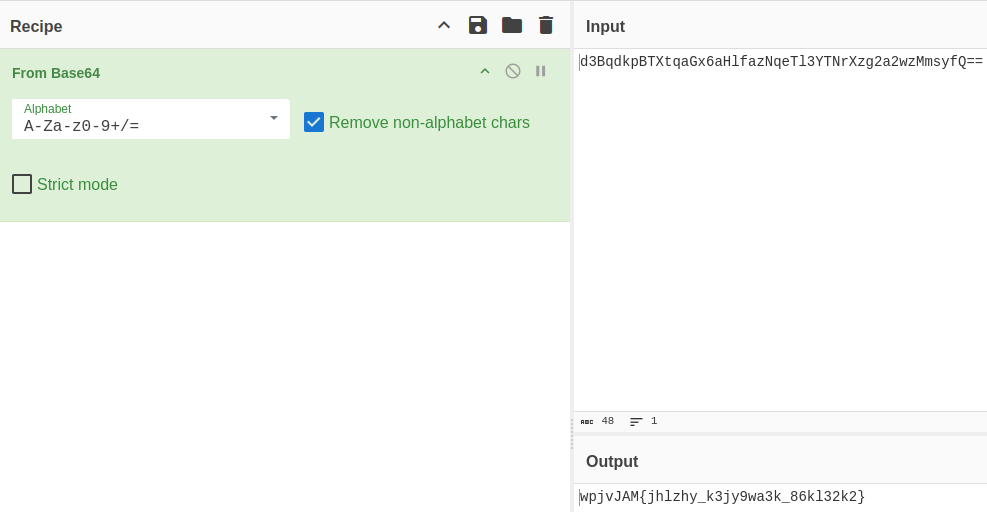 Recipe
From Base64
Alphabet
A-Za-z0-9+/=
Remove non-alphabet chars
Strict mode
Input
d3BqdkpBTXtqaGx6aHlfazNqeTl3YTNrXzg2a2wzMmsyfQ==
ABC 48 1
Output
wpjvJAM{jhlzhy_k3jy9wa3k_86kl32k2}